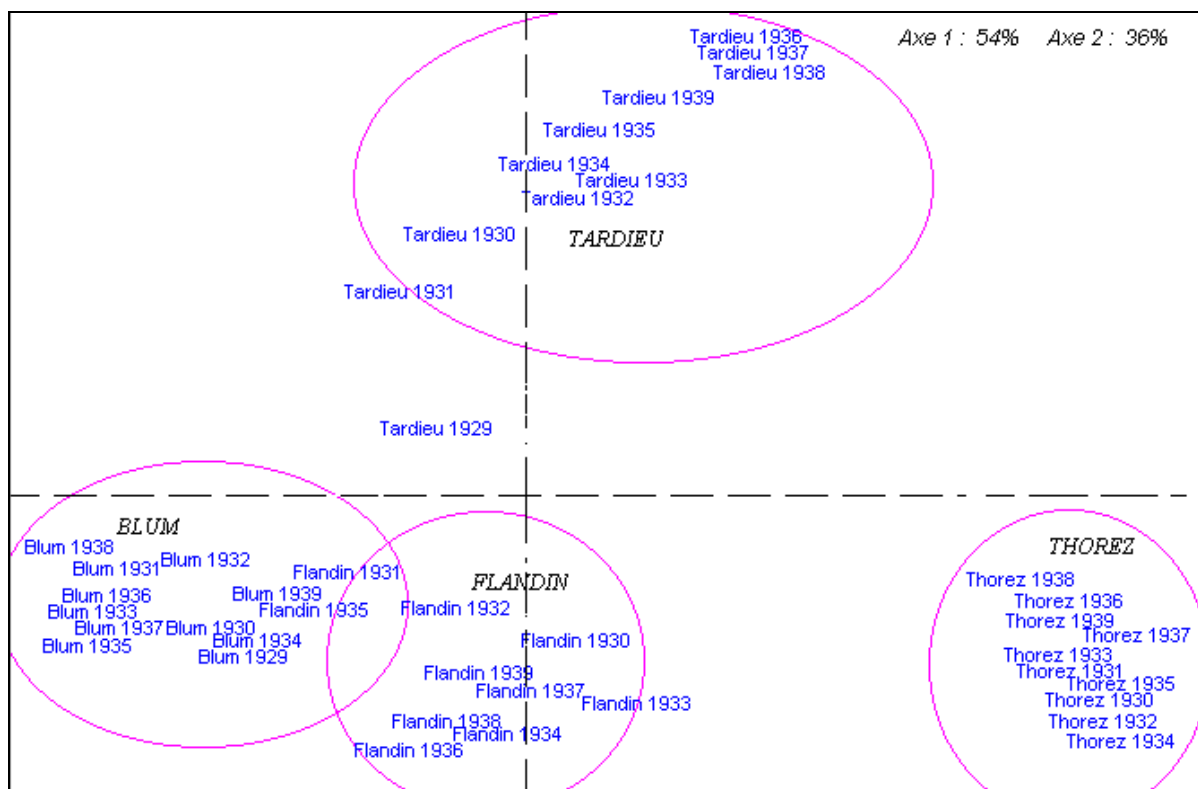 Tardieu 1936
Axe 1 : 54% Axe 2 : 36%
Tardieu 1937
Tardieu 1938
Tardieu 1939
Tardieu 1935
Tardieu 1934
Tardieu 1933
Tardieu 1932
Tardieu 1930
TARDIEU
Tardieu 1931
Tardieu 1929
BLUM
Blum 1938
Blum 1932
Blum 1931
Flandin 1931
Blum 1936
Blum 1939
Blum 1933
Flandin 1935
Blum 1937
Blum 1930
Blum 1934
Blum 1935
Blum 1929
FLANDIN
Flandin 1932
Flandin 1930
Flandin 1939
Flandin 1937
Flandin 1933
Flandin 1938
Flandin 1934
Flandin 1936
THOREZ
Thorez 1938
Thorez 1936
Thorez 1939
Thorez 1937
Thorez 1933
Thorez 1931
Thorez 1935
Thorez 1930
Thorez 1932
Thorez 1934